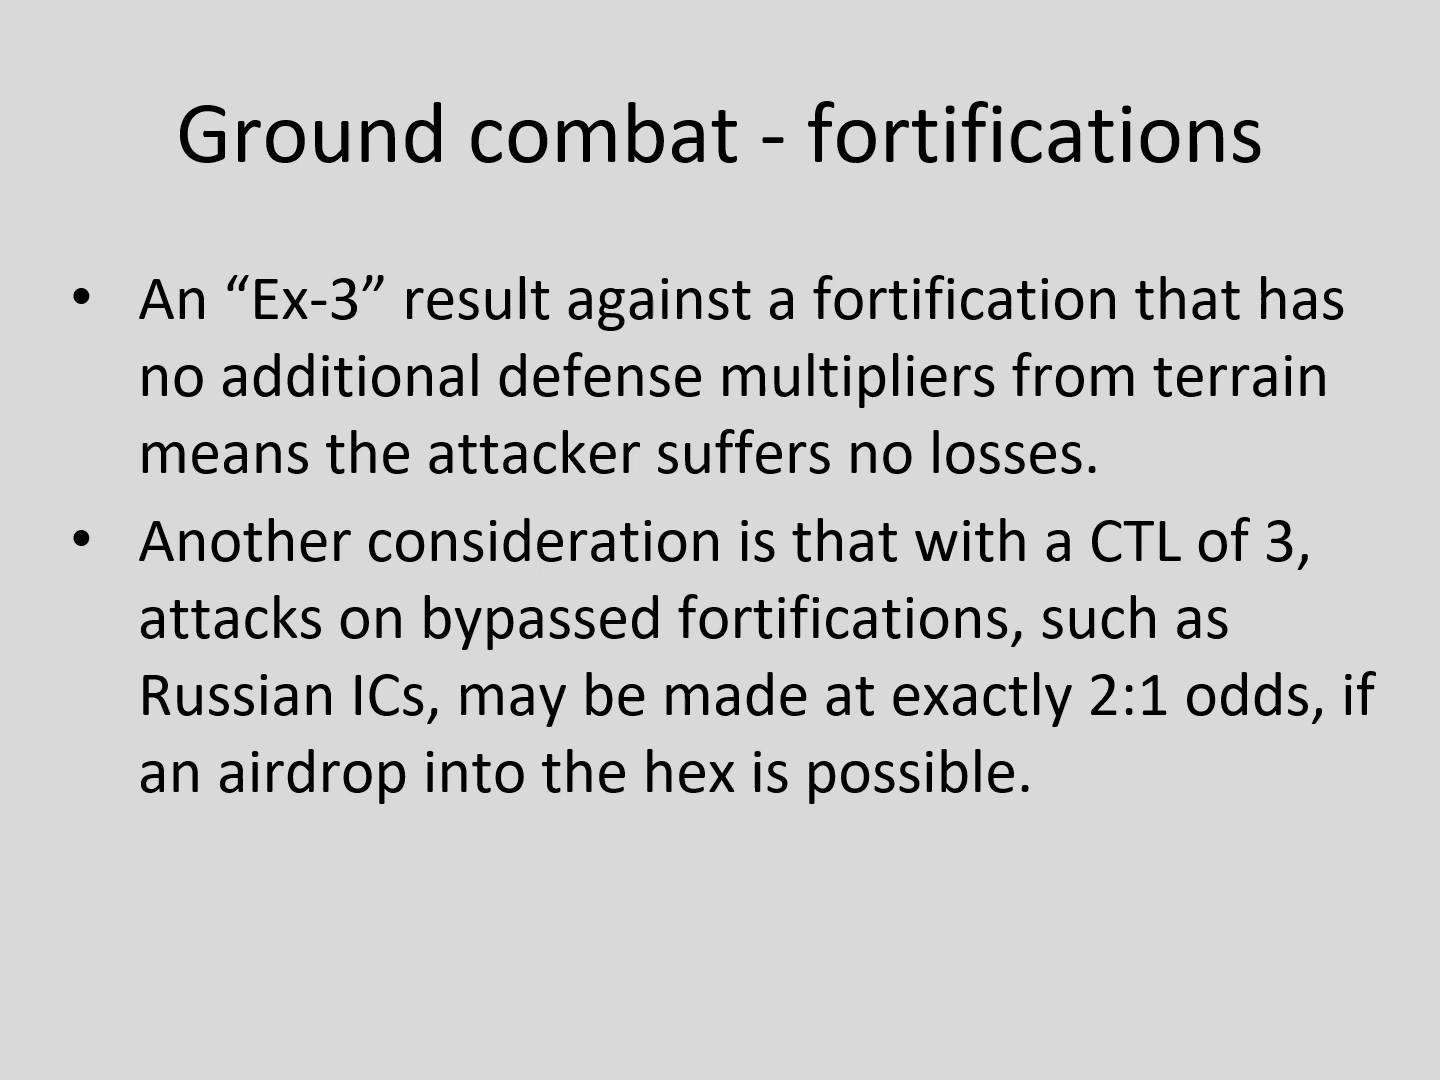 Ground combat - fortifications
• An “Ex-3” result against a fortification that has
no additional defense multipliers from terrain
means the attacker suffers no losses.
• Another consideration is that with a CTL of 3,
attacks on bypassed fortifications, such as
Russian ICs, may be made at exactly 2:1 odds, if
an airdrop into the hex is possible.